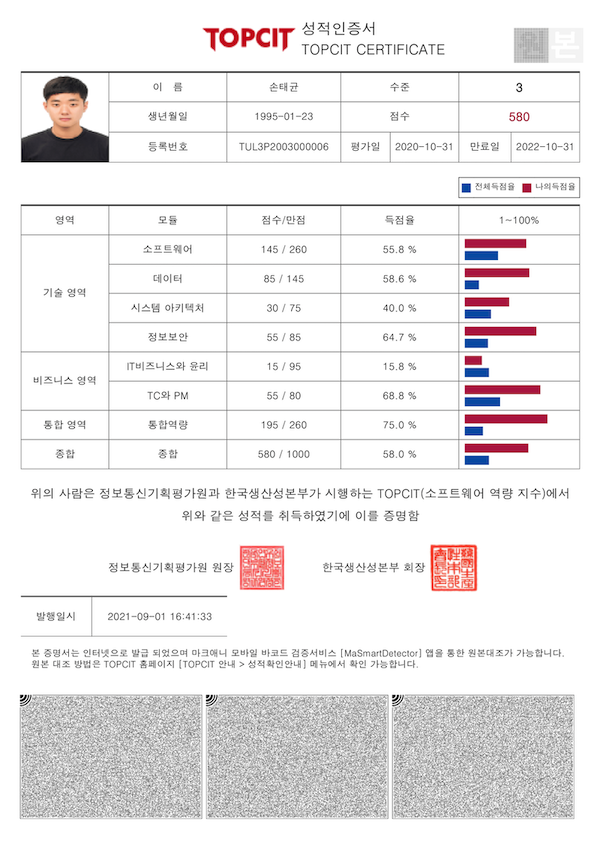 TOPCIT 성적인증서
TOPCIT CERTIFICATE
원본
이 름 손태균 수준 3
생년월일 1995-01-23 점수 580
등록번호 TUL3P2003000006 평가일 2020-10-31 만료일 2022-10-31
전체득점율 나의득점율
영역 모듈 점수/만점 득점율 1~100%
기술 영역
소프트웨어 145 / 260 55.8 %
데이터 85 / 145 58.6 %
시스템 아키텍처 30 / 75 40.0 %
정보보안 55 / 85 64.7 %
비즈니스 영역
IT비즈니스와 윤리 15 / 95 15.8 %
TC와 PM 55 / 80 68.8 %
통합 영역 통합역량 195 / 260 75.0 %
종합 종합 580 / 1000 58.0 %
위의 사람은 정보통신기획평가원과 한국생산성본부가 시행하는 TOPCIT(소프트웨어 역량 지수)에서
위와 같은 성적를 취득하였기에 이를 증명함
정보통신기획평가원 원장 한국생산성본부 회장
발행일시 2021-09-01 16:41:33
본 증명서는 인터넷으로 발급 되었으며 마크애니 모바일 바코드 검증서비스 [MaSmartDetector] 앱을 통한 원본대조가 가능합니다.
원본 대조 방법은 TOPCIT 홈페이지 [TOPCIT 안내 > 성적확인안내] 메뉴에서 확인 가능합니다.